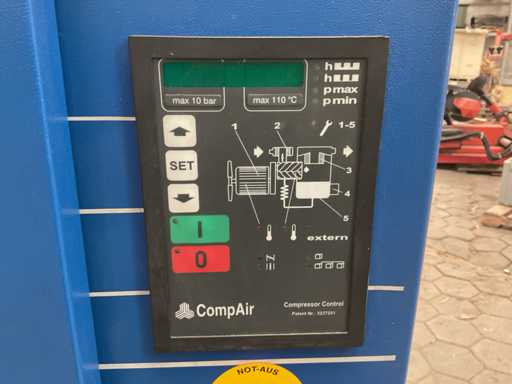 h
h
p max
p min
max 10 bar
max 110 °C
1-5
1
2
3
4
5
SET
I
0
extern
CompAir
Compressor Control
NOT-AUS